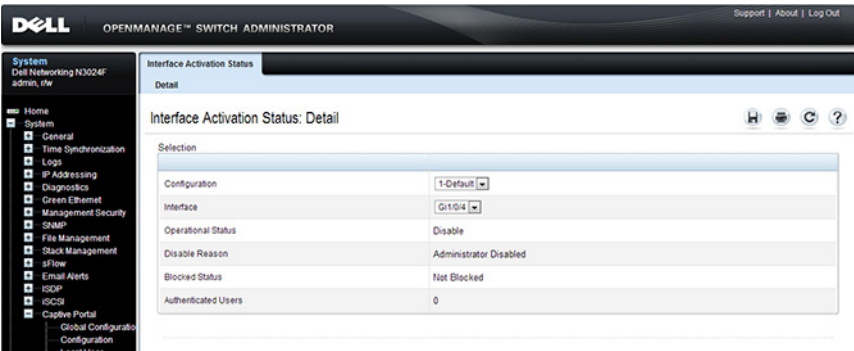 Support | About | Log Out
DELL OPENMANAGE™ SWITCH ADMINISTRATOR
System
Dell Networking N3024F
admin, r/w
Home
System
General
Time Synchronization
Logs
IP Addressing
Diagnostics
Green Ethernet
Management Security
SNMP
File Management
Stack Management
sFlow
Email Alerts
ISDP
iSCSI
Captive Portal
Global Configuratio
Configuration
Interface Activation Status
Detail
Interface Activation Status: Detail
?
Selection
Configuration 1-Default
Interface Gi1/0/4
Operational Status Disable
Disable Reason Administrator Disabled
Blocked Status Not Blocked
Authenticated Users 0